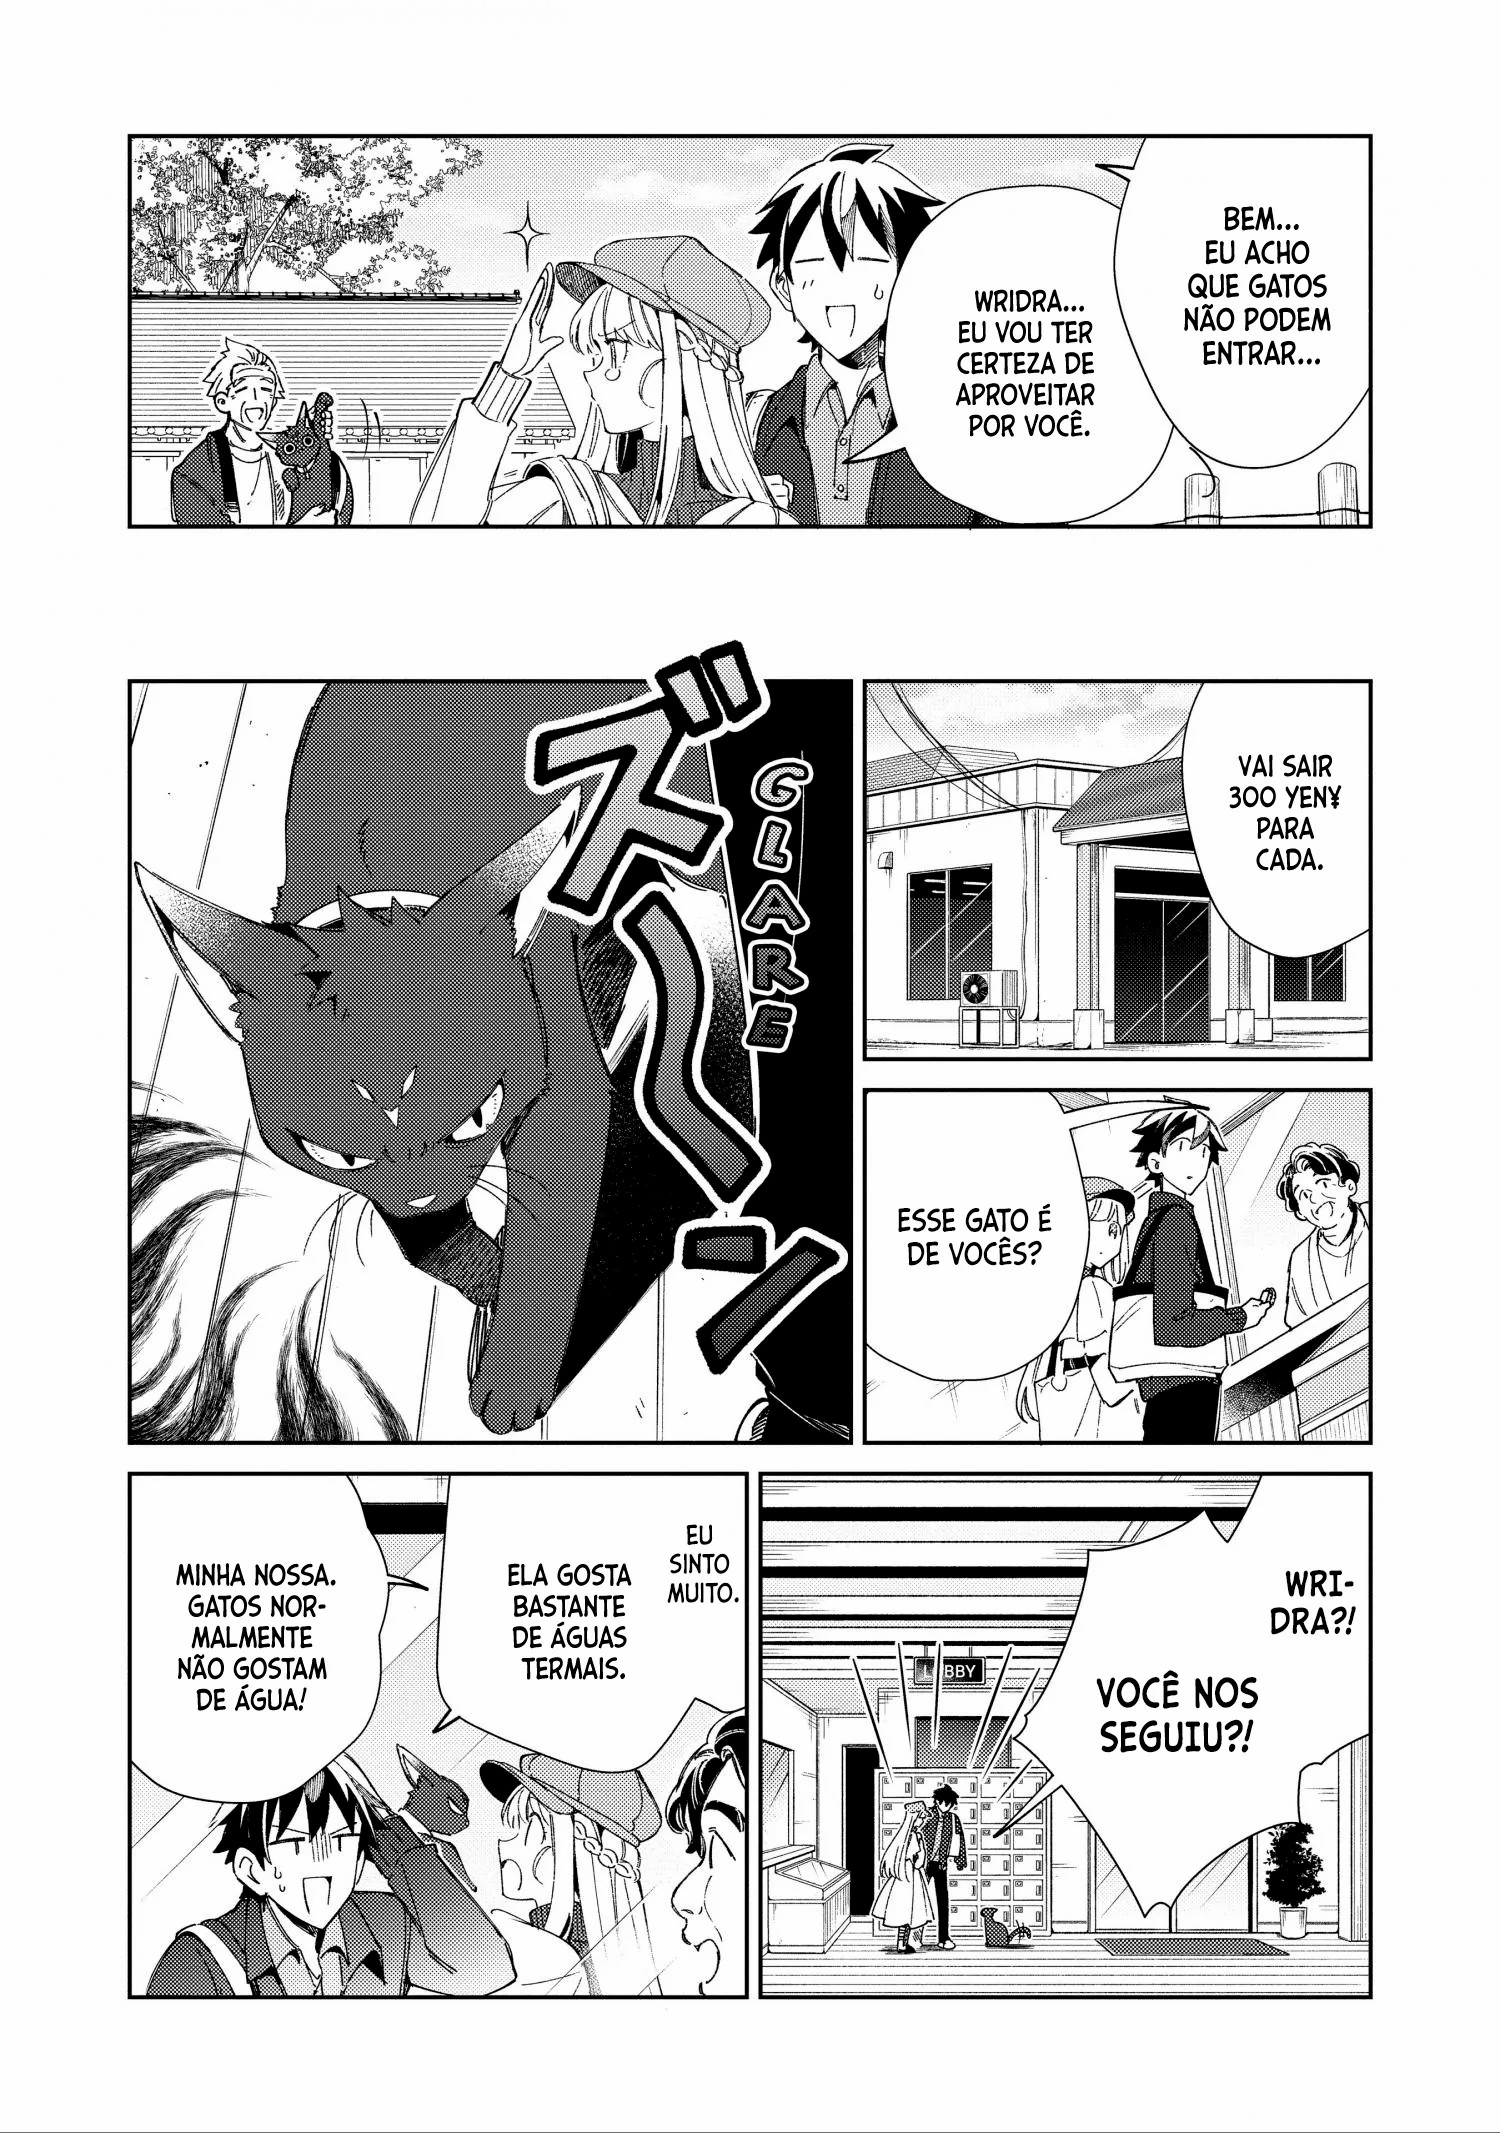 BEM...
EU ACHO
QUE GATOS
NÃO PODEM
ENTRAR...
WRIDRA...
EU VOU TER
CERTEZA DE
APROVEITAR
POR VOCÊ.
VAI SAIR
300 YEN¥
PARA
CADA.
ESSE GATO É
DE VOCÊS?
ズーン
GLARE
WRI-
DRA?!
VOCÊ NOS
SEGUIU?!
LOBBY
EU
SINTO
MUITO.
ELA GOSTA
BASTANTE
DE ÁGUAS
TERMAIS.
MINHA NOSSA.
GATOS NOR-
MALMENTE
NÃO GOSTAM
DE ÁGUA!